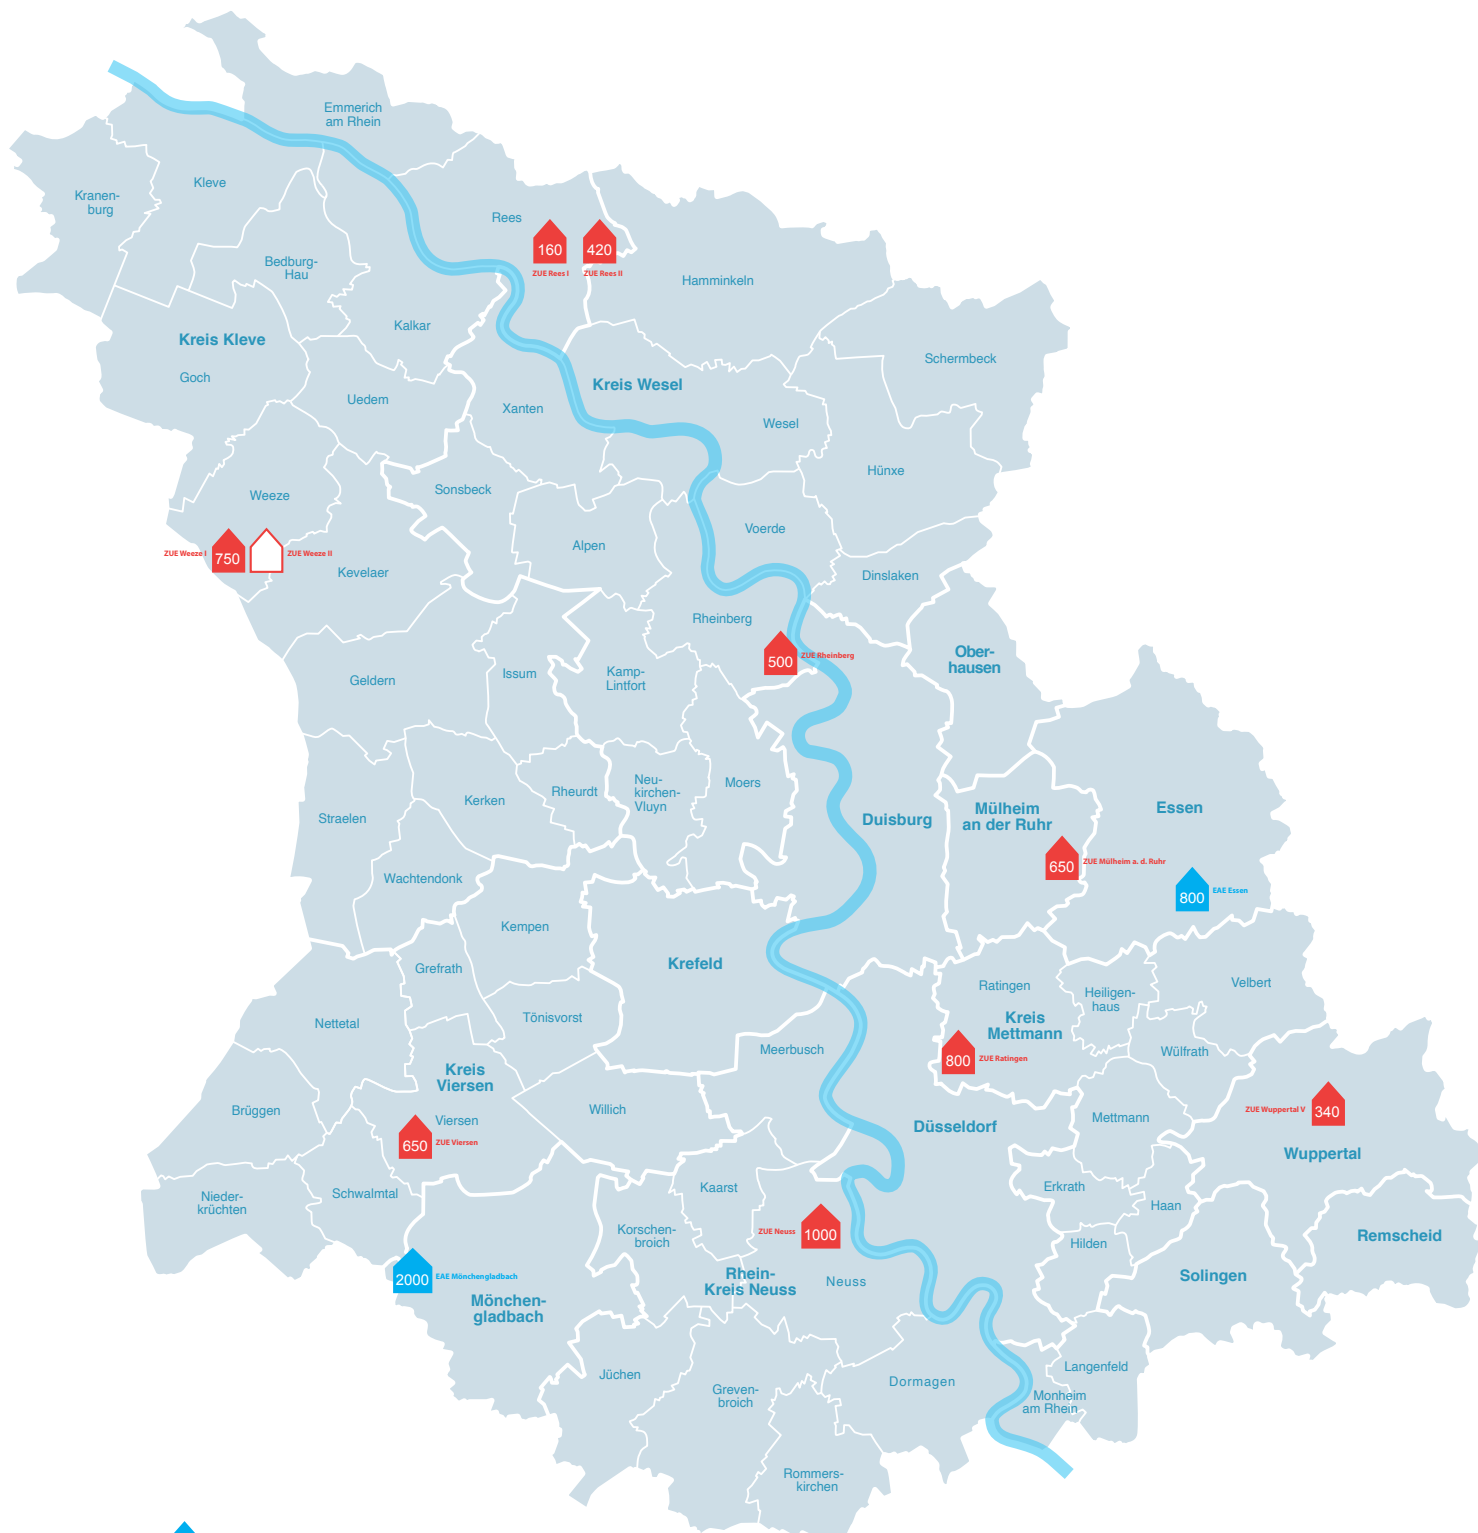 Emmerich
am Rhein
Kleve
Kranen-
burg
Rees
160
420
ZUE Rees I
ZUE Rees II
Bedburg-
Hau
Hamminkeln
Kalkar
Kreis Kleve
Goch
Schermbeck
Kreis Wesel
Uedem
Xanten
Wesel
Hünxe
Weeze
Sonsbeck
Voerde
Alpen
ZUE Weeze I
750
ZUE Weeze II
Kevelaer
Dinslaken
Rheinberg
500
ZUE Rheinberg
Ober-
hausen
Geldern
Issum
Kamp-
Lintfort
Straelen
Kerken
Rheurdt
Neu-
kirchen-
Vluyn
Moers
Duisburg
Mülheim
an der Ruhr
Essen
650
ZUE Mülheim a. d. Ruhr
800
EAE Essen
Wachtendonk
Kempen
Grefrath
Krefeld
Ratingen
Heiligen-
haus
Velbert
Nettetal
Tönisvorst
Kreis
Mettmann
Meerbusch
800
ZUE Ratingen
Wülfrath
Kreis
Viersen
Brüggen
Viersen
Willich
Düsseldorf
Mettmann
ZUE Wuppertal V
340
650
ZUE Viersen
Wuppertal
Nieder-
krüchten
Schwalmtal
Kaarst
Erkrath
Haan
Korschen-
broich
ZUE Neuss
1000
Hilden
Remscheid
2000
EAE Mönchengladbach
Rhein-
Kreis Neuss
Neuss
Solingen
Mönchen-
gladbach
Jüchen
Greven-
broich
Dormagen
Langenfeld
Monheim
am Rhein
Rommers-
kirchen